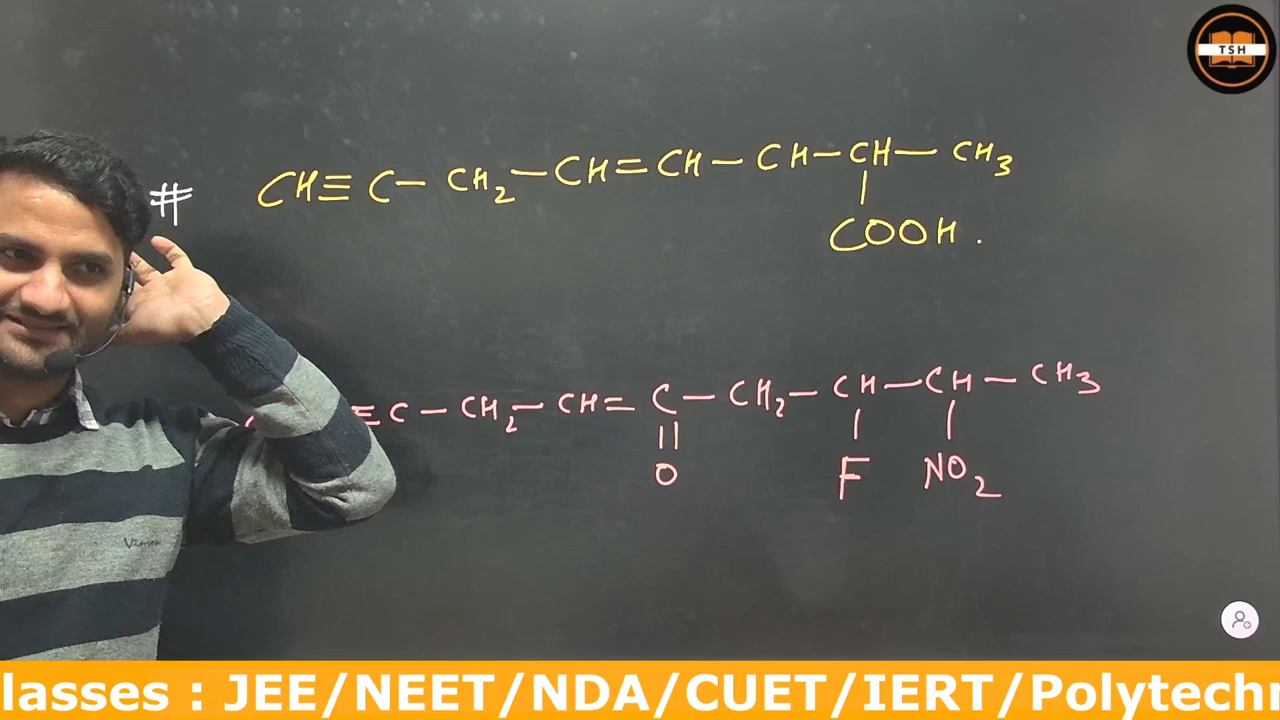 TSH
# CH≡C–CH₂–CH=CH–CH–CH–CH₃
|
COOH.
≡C–CH₂–CH=C–CH₂–CH–CH–CH₃
|| | |
O F NO₂
lasses : JEE/NEET/NDA/CUET/IERT/Polytech